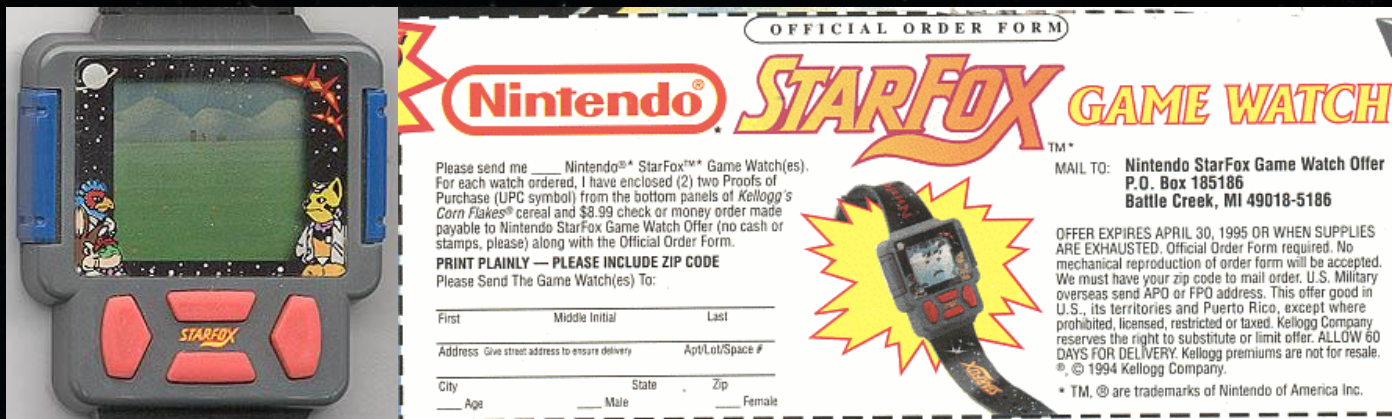 STARFOX
OFFICIAL ORDER FORM
Nintendo®
*
STARFOX
TM*
GAME WATCH
Please send me ____ Nintendo®* StarFox™* Game Watch(es).
For each watch ordered, I have enclosed (2) two Proofs of
Purchase (UPC symbol) from the bottom panels of Kellogg's
Corn Flakes® cereal and $8.99 check or money order made
payable to Nintendo StarFox Game Watch Offer (no cash or
stamps, please) along with the Official Order Form.
PRINT PLAINLY — PLEASE INCLUDE ZIP CODE
Please Send The Game Watch(es) To:
First Middle Initial Last
Address Give street address to ensure delivery Apt/Lot/Space #
City State Zip
____ Age ____ Male ____ Female
STARFOX
MAIL TO: Nintendo StarFox Game Watch Offer
P.O. Box 185186
Battle Creek, MI 49018-5186
OFFER EXPIRES APRIL 30, 1995 OR WHEN SUPPLIES
ARE EXHAUSTED. Official Order Form required. No
mechanical reproduction of order form will be accepted.
We must have your zip code to mail order. U.S. Military
overseas send APO or FPO address. This offer good in
U.S., its territories and Puerto Rico, except where
prohibited, licensed, restricted or taxed. Kellogg Company
reserves the right to substitute or limit offer. ALLOW 60
DAYS FOR DELIVERY. Kellogg premiums are not for resale.
®, © 1994 Kellogg Company.
* TM, ® are trademarks of Nintendo of America Inc.